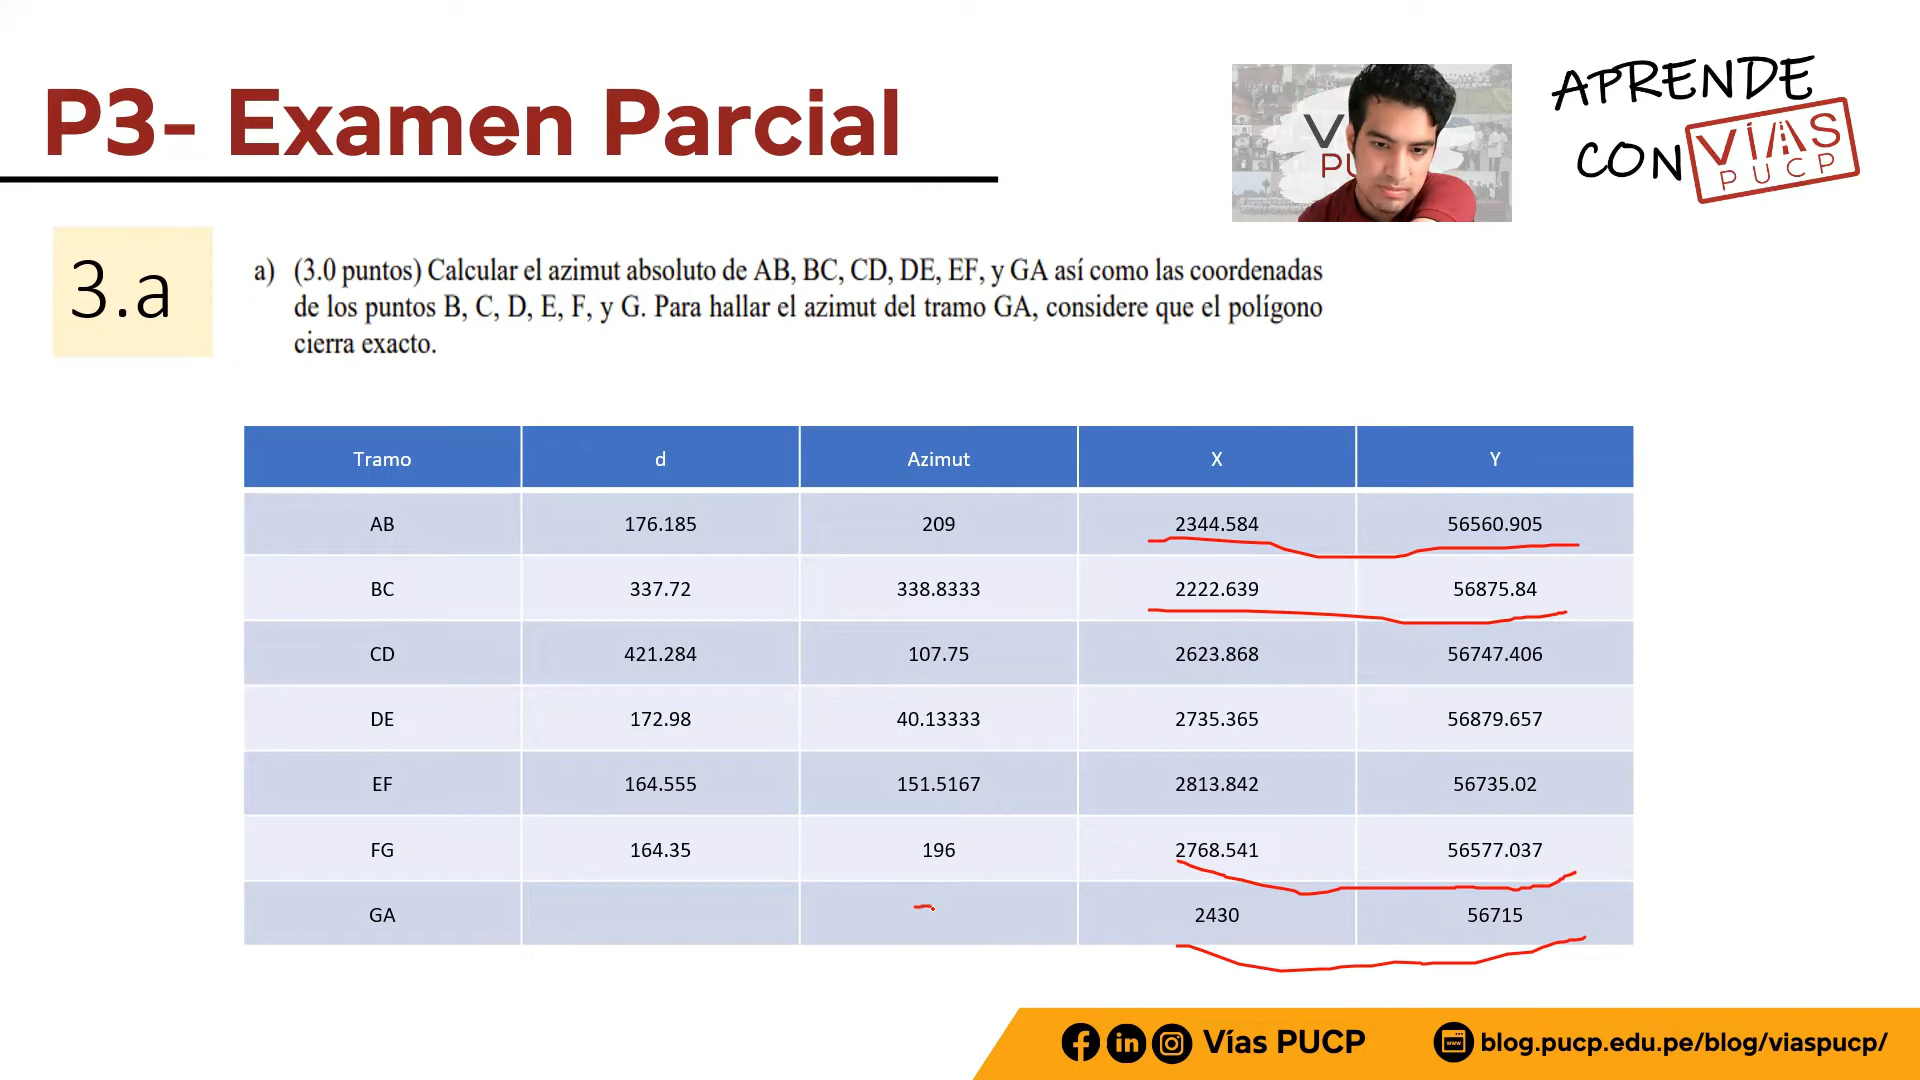 P3- Examen Parcial
APRENDE
CON VÍAS
PUCP
V
PU
3.a
a) (3.0 puntos) Calcular el azimut absoluto de AB, BC, CD, DE, EF, y GA así como las coordenadas
de los puntos B, C, D, E, F, y G. Para hallar el azimut del tramo GA, considere que el polígono
cierra exacto.
Tramo d Azimut X Y
AB 176.185 209 2344.584 56560.905
BC 337.72 338.8333 2222.639 56875.84
CD 421.284 107.75 2623.868 56747.406
DE 172.98 40.13333 2735.365 56879.657
EF 164.555 151.5167 2813.842 56735.02
FG 164.35 196 2768.541 56577.037
GA 2430 56715
Vías PUCP
blog.pucp.edu.pe/blog/viaspucp/